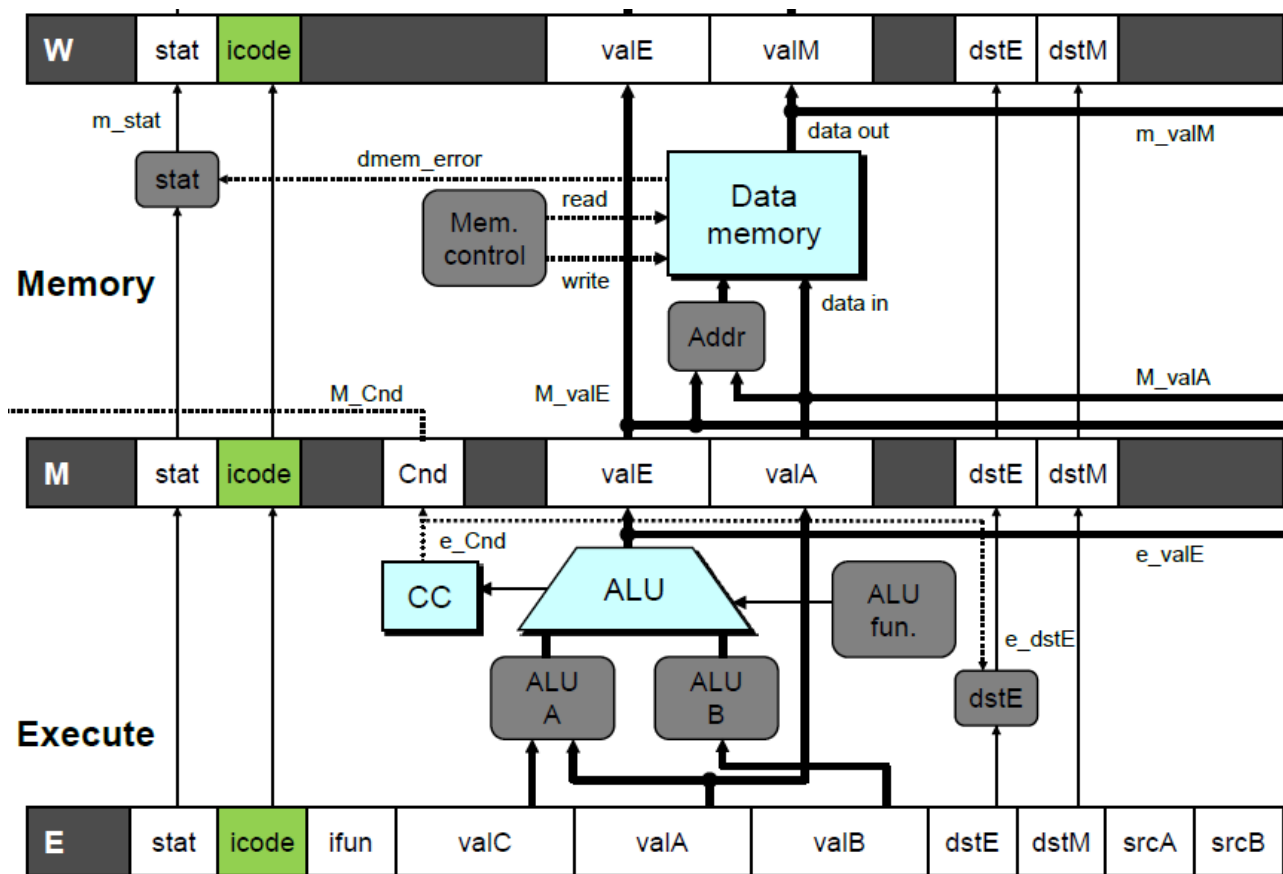 W stat icode valE valM dstE dstM
m_stat
data out
m_valM
dmem_error
stat
read
Mem.
control
write
Data
memory
Memory
data in
Addr
M_Cnd
M_valE
M_valA
M stat icode Cnd valE valA dstE dstM
e_Cnd
e_valE
CC
ALU
ALU
fun.
e_dstE
ALU
A
ALU
B
dstE
Execute
E stat icode ifun valC valA valB dstE dstM srcA srcB